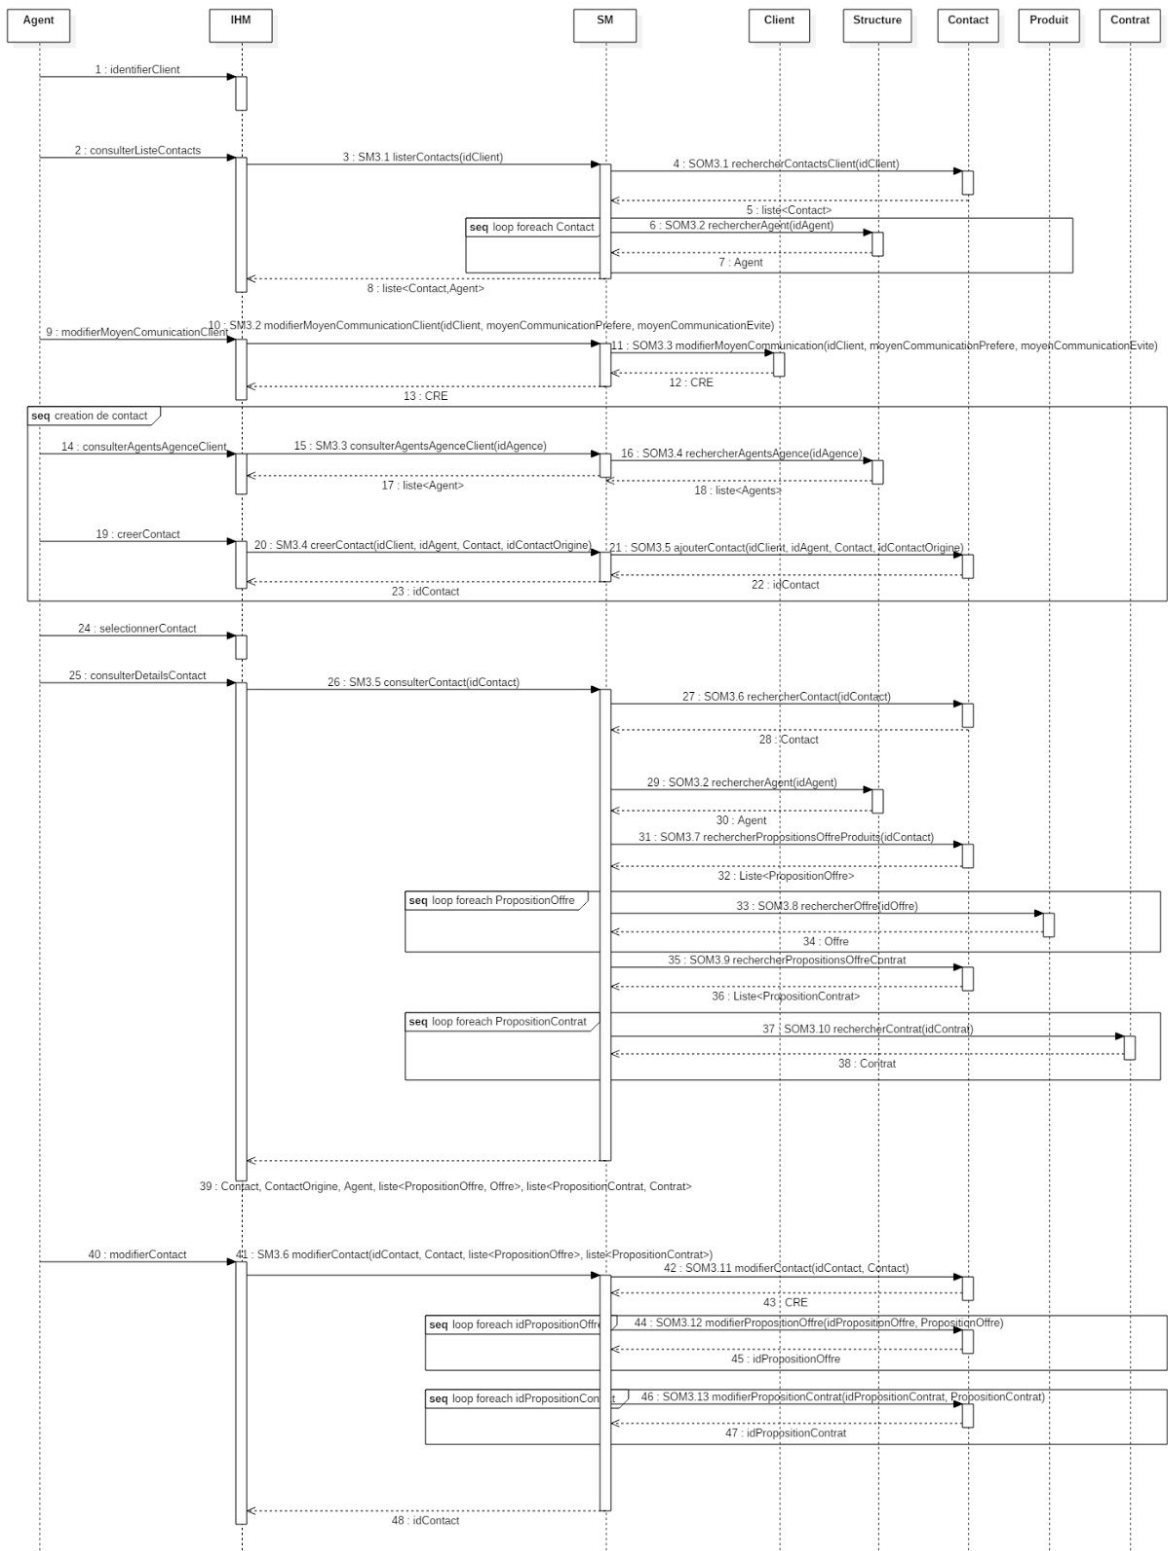 Agent
IHM
SM
Client
Structure
Contact
Produit
Contrat
1 : identifierClient
2 : consulterListeContacts
3 : SM3.1 listerContacts(idClient)
4 : SOM3.1 rechercherContactsClient(idClient)
5 : liste<Contact>
seq loop foreach Contact
6 : SOM3.2 rechercherAgent(idAgent)
7 : Agent
8 : liste<Contact,Agent>
9 : modifierMoyenComunicationClient
10 : SM3.2 modifierMoyenCommunicationClient(idClient, moyenCommunicationPrefere, moyenCommunicationEvite)
11 : SOM3.3 modifierMoyenCommunication(idClient, moyenCommunicationPrefere, moyenCommunicationEvite)
12 : CRE
13 : CRE
seq creation de contact
14 : consulterAgentsAgenceClient
15 : SM3.3 consulterAgentsAgenceClient(idAgence)
16 : SOM3.4 rechercherAgentsAgence(idAgence)
17 : liste<Agent>
18 : liste<Agents>
19 : creerContact
20 : SM3.4 creerContact(idClient, idAgent, Contact, idContactOrigine)
21 : SOM3.5 ajouterContact(idClient, idAgent, Contact, idContactOrigine)
22 : idContact
23 : idContact
24 : selectionnerContact
25 : consulterDetailsContact
26 : SM3.5 consulterContact(idContact)
27 : SOM3.6 rechercherContact(idContact)
28 : Contact
29 : SOM3.2 rechercherAgent(idAgent)
30 : Agent
31 : SOM3.7 rechercherPropositionsOffreProduits(idContact)
32 : Liste<PropositionOffre>
seq loop foreach PropositionOffre
33 : SOM3.8 rechercherOffre(idOffre)
34 : Offre
35 : SOM3.9 rechercherPropositionsOffreContrat
36 : Liste<PropositionContrat>
seq loop foreach PropositionContrat
37 : SOM3.10 rechercherContrat(idContrat)
38 : Contrat
39 : Contact, ContactOrigine, Agent, liste<PropositionOffre, Offre>, liste<PropositionContrat, Contrat>
40 : modifierContact
41 : SM3.6 modifierContact(idContact, Contact, liste<PropositionOffre>, liste<PropositionContrat>)
42 : SOM3.11 modifierContact(idContact, Contact)
43 : CRE
seq loop foreach idPropositionOffre
44 : SOM3.12 modifierPropositionOffre(idPropositionOffre, PropositionOffre)
45 : idPropositionOffre
seq loop foreach idPropositionContrat
46 : SOM3.13 modifierPropositionContrat(idPropositionContrat, PropositionContrat)
47 : idPropositionContrat
48 : idContact